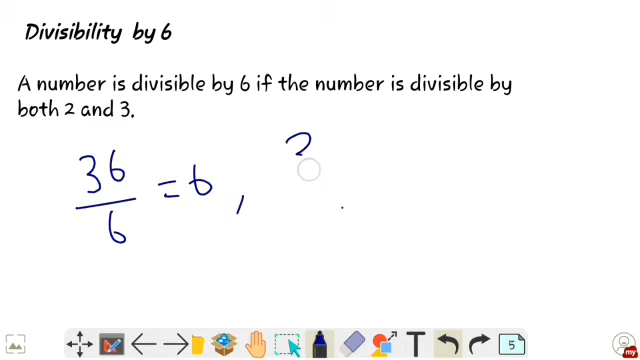 Divisibility by 6
A number is divisible by 6 if the number is divisible by
both 2 and 3.
36/6 = 6,
T
5
my